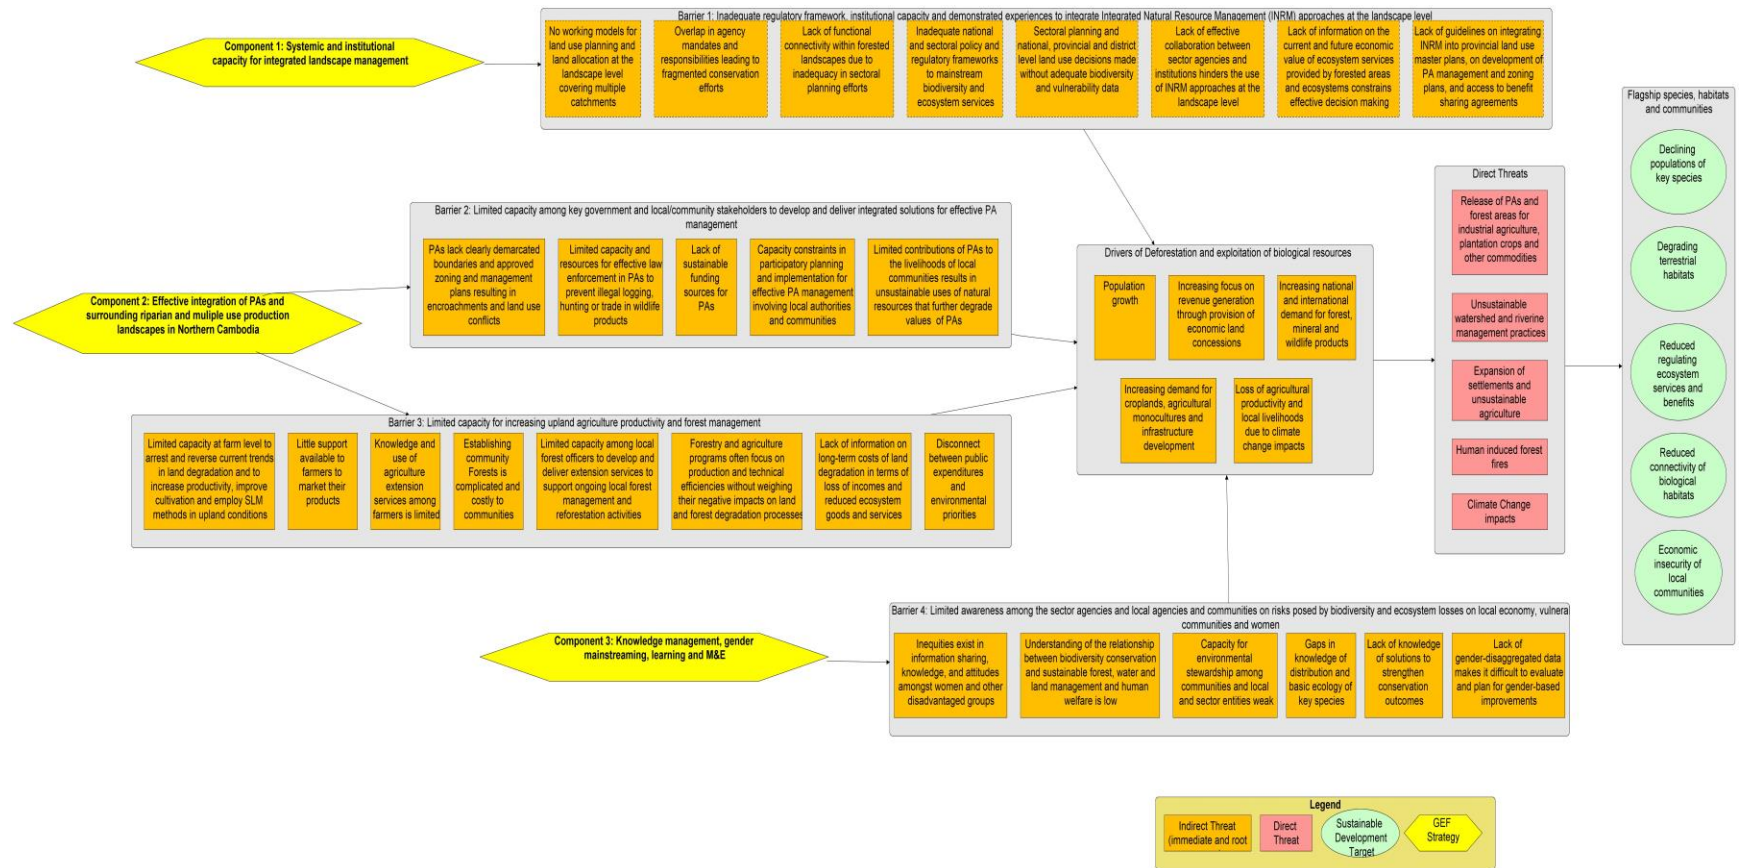 Barrier 1: Inadequate regulatory framework, institutional capacity and demonstrated experiences to integrate Integrated Natural Resource Management (INRM) approaches at the landscape level
Component 1: Systemic and institutional
capacity for integrated landscape management
No working models for
land use planning and
land allocation at the
landscape level
covering multiple
catchments
Overlap in agency
mandates and
responsibilities leading to
fragmented conservation
efforts
Lack of functional
connectivity within forested
landscapes due to
inadequacy in sectoral
planning efforts
Inadequate national
and sectoral policy and
regulatory frameworks
to mainstream
biodiversity and
ecosystem services
Sectoral planning and
national, provincial and district
level land use decisions made
without adequate biodiversity
and vulnerability data
Lack of effective
collaboration between
sector agencies and
institutions hinders the use
of INRM approaches at the
landscape level
Lack of information on the
current and future economic
value of ecosystem services
provided by forested areas
and ecosystems constrains
effective decision making
Lack of guidelines on integrating
INRM into provincial land use
master plans, on development of
PA management and zoning
plans, and access to benefit
sharing agreements
Flagship species, habitats
and communities
Declining
populations of
key species
Degrading
terrestrial
habitats
Reduced
regulating
ecosystem
services and
benefits
Reduced
connectivity of
biological
habitats
Economic
insecurity of
local
communities
Direct Threats
Release of PAs and
forest areas for
industrial agriculture,
plantation crops and
other commodities
Unsustainable
watershed and riverine
management practices
Expansion of
settlements and
unsustainable
agriculture
Human induced forest
fires
Climate Change
impacts
Barrier 2: Limited capacity among key government and local/community stakeholders to develop and deliver integrated solutions for effective PA
management
PAs lack clearly demarcated
boundaries and approved
zoning and management
plans resulting in
encroachments and land use
conflicts
Limited capacity and
resources for effective law
enforcement in PAs to
prevent illegal logging,
hunting or trade in wildlife
products
Lack of
sustainable
funding
sources for
PAs
Capacity constraints in
participatory planning
and implementation for
effective PA management
involving local authorities
and communities
Limited contributions of PAs to
the livelihoods of local
communities results in
unsustainable uses of natural
resources that further degrade
values of PAs
Component 2: Effective integration of PAs and
surrounding riparian and muliple use production
landscapes in Northern Cambodia
Drivers of Deforestation and exploitation of biological resources
Population
growth
Increasing focus on
revenue generation
through provision of
economic land
concessions
Increasing national
and international
demand for forest,
mineral and
wildlife products
Increasing demand for
croplands, agricultural
monocultures and
infrastructure
development
Loss of agricultural
productivity and
local livelihoods
due to climate
change impacts
Barrier 3: Limited capacity for increasing upland agriculture productivity and forest management
Limited capacity at farm level to
arrest and reverse current trends
in land degradation and to
increase productivity, improve
cultivation and employ SLM
methods in upland conditions
Little support
available to
farmers to
market their
products
Knowledge and
use of
agriculture
extension
services among
farmers is limited
Establishing
community
Forests is
complicated and
costly to
communities
Limited capacity among local
forest officers to develop and
deliver extension services to
support ongoing local forest
management and
reforestation activities
Forestry and agriculture
programs often focus on
production and technical
efficiencies without weighing
their negative impacts on land
and forest degradation processes
Lack of information on
long-term costs of land
degradation in terms of
loss of incomes and
reduced ecosystem
goods and services
Disconnect
between public
expenditures
and
environmental
priorities
Barrier 4: Limited awareness among the sector agencies and local agencies and communities on risks posed by biodiversity and ecosystem losses on local economy, vulnera
communities and women
Component 3: Knowledge management, gender
mainstreaming, learning and M&E
Inequities exist in
information sharing,
knowledge, and attitudes
amongst women and other
disadvantaged groups
Understanding of the relationship
between biodiversity conservation
and sustainable forest, water and
land management and human
welfare is low
Capacity for
environmental
stewardship among
communities and local
and sector entities weak
Gaps in
knowledge of
distribution and
basic ecology of
key species
Lack of knowledge
of solutions to
strengthen
conservation
outcomes
Lack of
gender-disaggregated data
makes it difficult to evaluate
and plan for gender-based
improvements
Legend
Indirect Threat
(immediate and root
Direct
Threat
Sustainable
Development
Target
GEF
Strategy